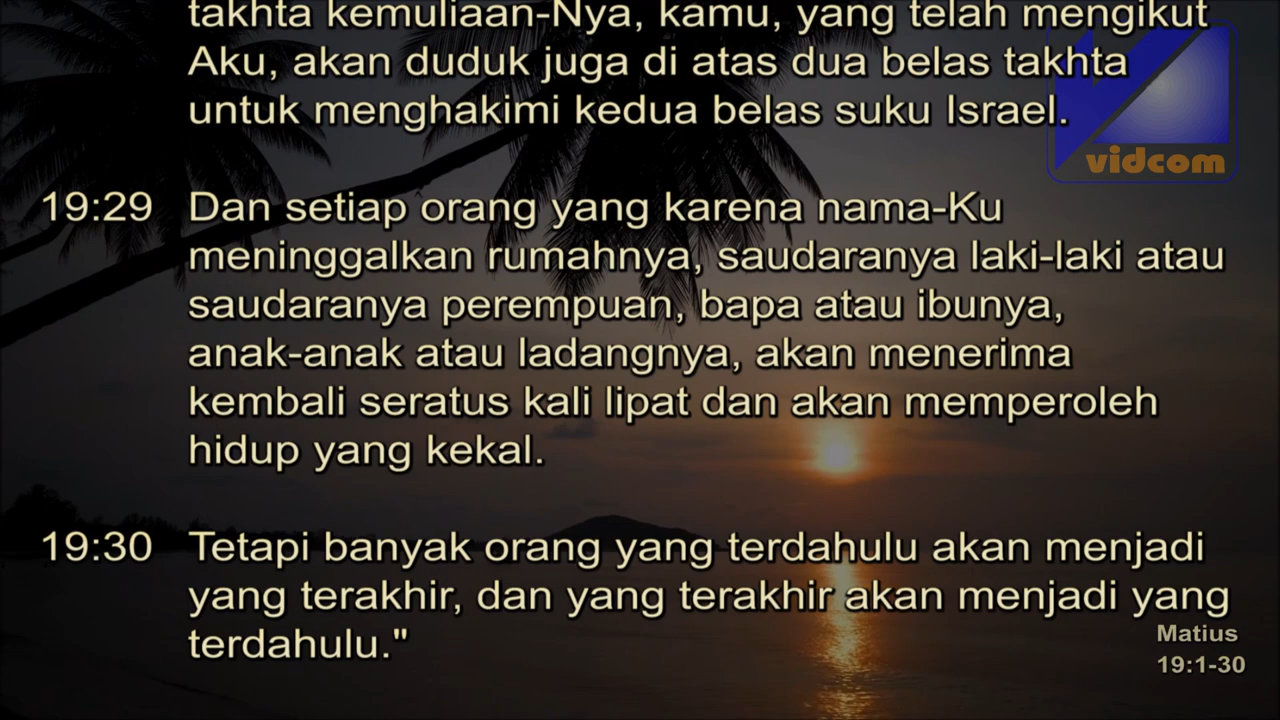 takhta kemuliaan-Nya, kamu, yang telah mengikut
Aku, akan duduk juga di atas dua belas takhta
untuk menghakimi kedua belas suku Israel.
vidcom
19:29 Dan setiap orang yang karena nama-Ku
meninggalkan rumahnya, saudaranya laki-laki atau
saudaranya perempuan, bapa atau ibunya,
anak-anak atau ladangnya, akan menerima
kembali seratus kali lipat dan akan memperoleh
hidup yang kekal.
19:30 Tetapi banyak orang yang terdahulu akan menjadi
yang terakhir, dan yang terakhir akan menjadi yang
terdahulu."
Matius
19:1-30